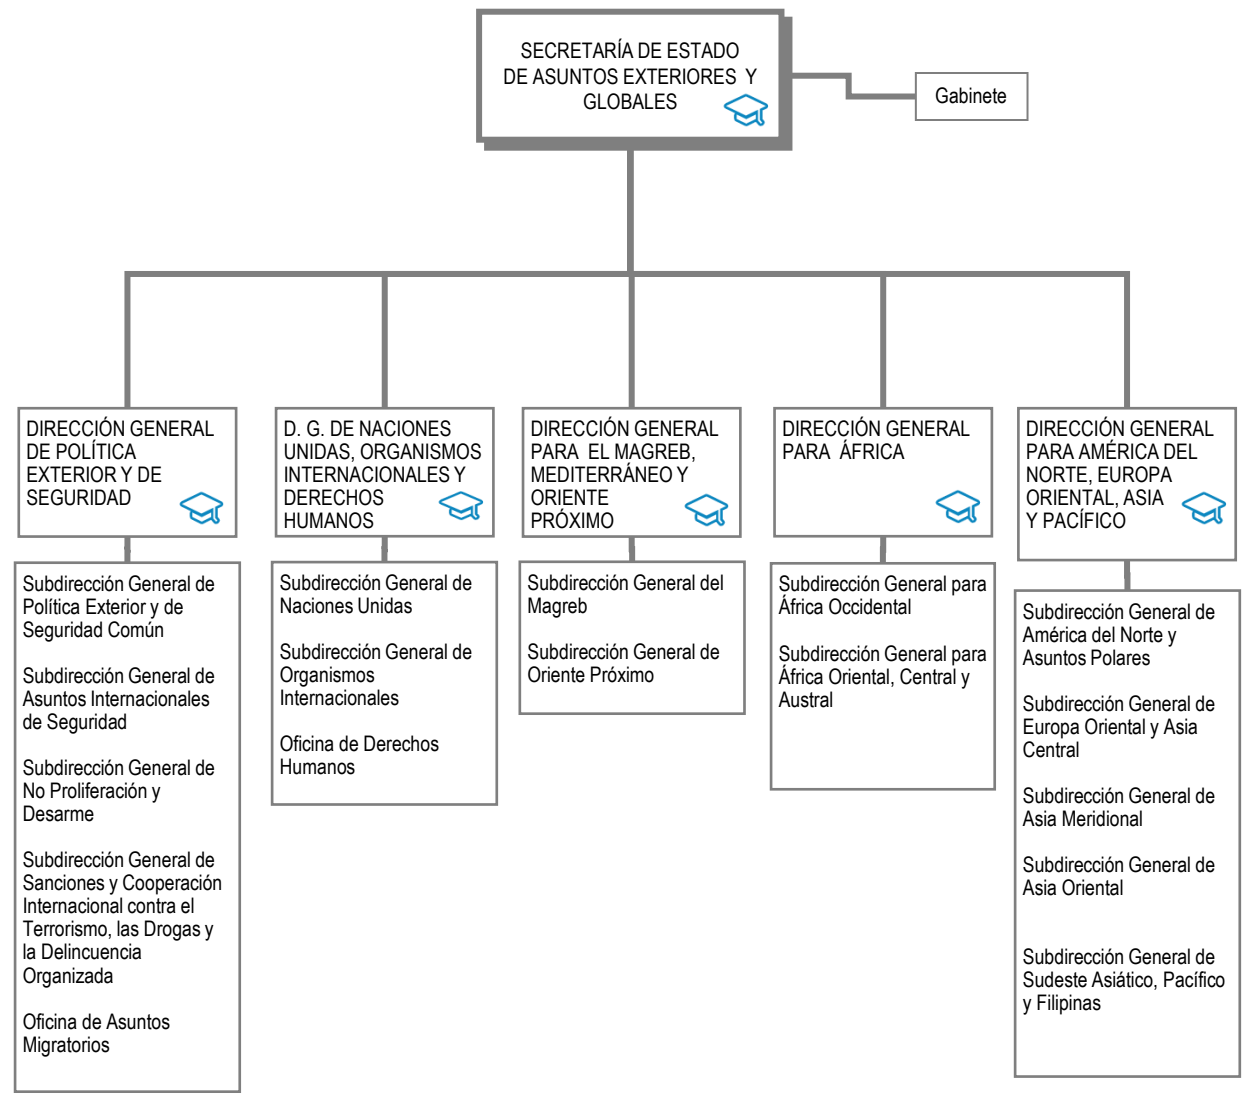 SECRETARÍA DE ESTADO
DE ASUNTOS EXTERIORES Y
GLOBALES
Gabinete
DIRECCIÓN GENERAL
DE POLÍTICA
EXTERIOR Y DE
SEGURIDAD
D. G. DE NACIONES
UNIDAS, ORGANISMOS
INTERNACIONALES Y
DERECHOS
HUMANOS
DIRECCIÓN GENERAL
PARA EL MAGREB,
MEDITERRÁNEO Y
ORIENTE
PRÓXIMO
DIRECCIÓN GENERAL
PARA ÁFRICA
DIRECCIÓN GENERAL
PARA AMÉRICA DEL
NORTE, EUROPA
ORIENTAL, ASIA
Y PACÍFICO
Subdirección General de
Política Exterior y de
Seguridad Común
Subdirección General de
Asuntos Internacionales
de Seguridad
Subdirección General de
No Proliferación y
Desarme
Subdirección General de
Sanciones y Cooperación
Internacional contra el
Terrorismo, las Drogas y
la Delincuencia
Organizada
Oficina de Asuntos
Migratorios
Subdirección General de
Naciones Unidas
Subdirección General de
Organismos
Internacionales
Oficina de Derechos
Humanos
Subdirección General del
Magreb
Subdirección General de
Oriente Próximo
Subdirección General para
África Occidental
Subdirección General para
África Oriental, Central y
Austral
Subdirección General de
América del Norte y
Asuntos Polares
Subdirección General de
Europa Oriental y Asia
Central
Subdirección General de
Asia Meridional
Subdirección General de
Asia Oriental
Subdirección General de
Sudeste Asiático, Pacífico
y Filipinas